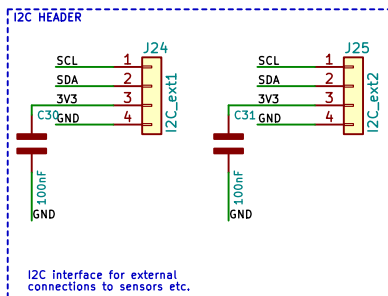 I2C HEADER
J24
SCL 1
SDA 2
3V3 3
GND 4
I2C_ext1
C30
100nF
GND
J25
SCL 1
SDA 2
3V3 3
GND 4
I2C_ext2
C31
100nF
GND
I2C interface for external
connections to sensors etc.